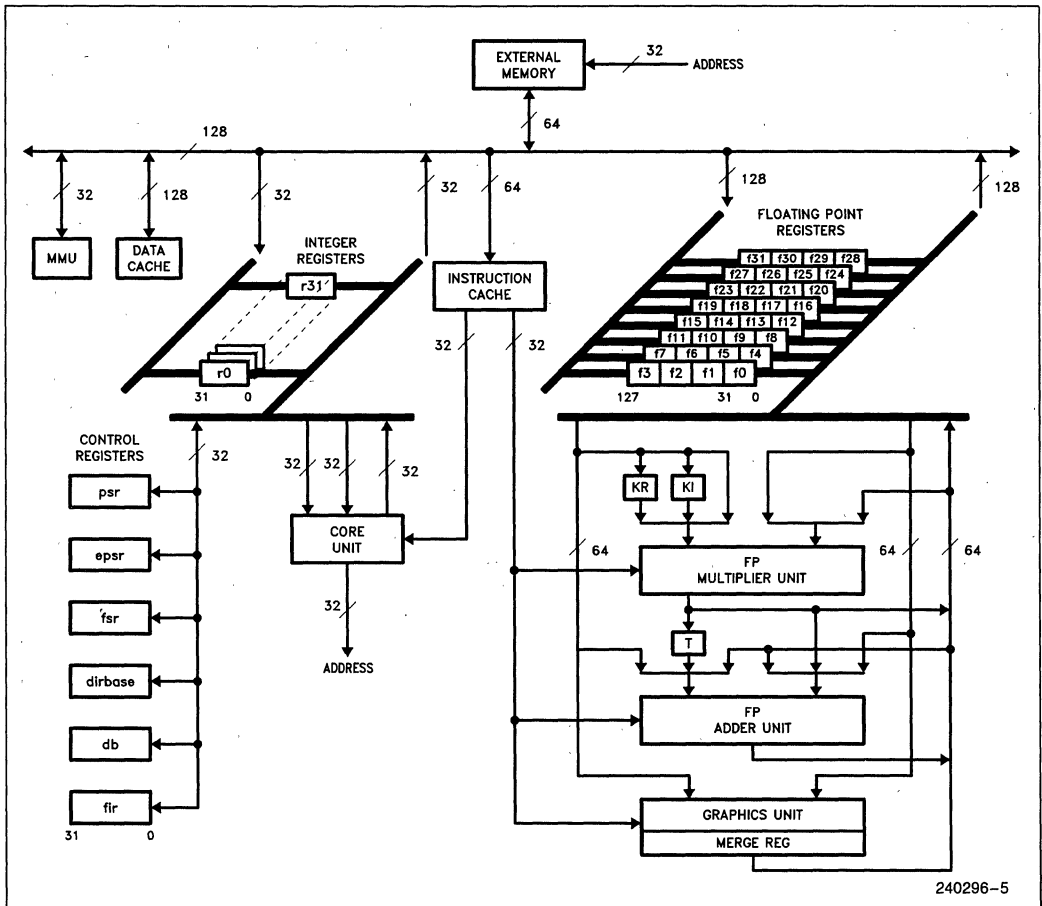 EXTERNAL
MEMORY
32
ADDRESS
64
128
32
128
32
32
64
128
128
MMU
DATA
CACHE
INTEGER
REGISTERS
r31
r0
31 0
INSTRUCTION
CACHE
32
32
FLOATING POINT
REGISTERS
f31 f30 f29 f28
f27 f26 f25 f24
f23 f22 f21 f20
f19 f18 f17 f16
f15 f14 f13 f12
f11 f10 f9 f8
f7 f6 f5 f4
f3 f2 f1 f0
127 31 0
CONTROL
REGISTERS
32
psr
epsr
fsr
dirbase
db
fir
31 0
32
32
32
CORE
UNIT
32
ADDRESS
KR
KI
64
64
64
FP
MULTIPLIER UNIT
T
FP
ADDER UNIT
GRAPHICS UNIT
MERGE REG
240296-5